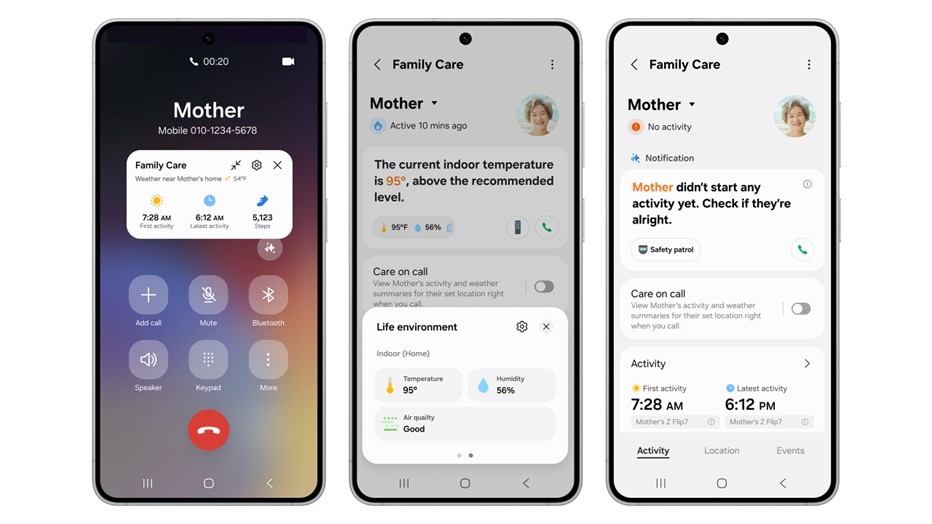 00:20
Mother
Mobile 010-1234-5678
Family Care
Weather near Mother's home 54°F
7:28 AM
First activity
6:12 AM
Latest activity
5,123
Steps
Add call
Mute
Bluetooth
Speaker
Keypad
More
Family Care
Mother
Active 10 mins ago
The current indoor temperature
is 95°, above the recommended
level.
95°F 56%
Care on call
View Mother's activity and weather
summaries for their set location right
when you call.
Life environment
Indoor (Home)
Temperature
95°
Humidity
56%
Air quailty
Good
Family Care
Mother
No activity
Notification
Mother didn't start any
activity yet. Check if they're
alright.
Safety patrol
Care on call
View Mother's activity and weather
summaries for their set location right
when you call.
Activity
First activity
7:28 AM
Mother's Z Flip7
Latest activity
6:12 PM
Mother's Z Flip7
Activity
Location
Events